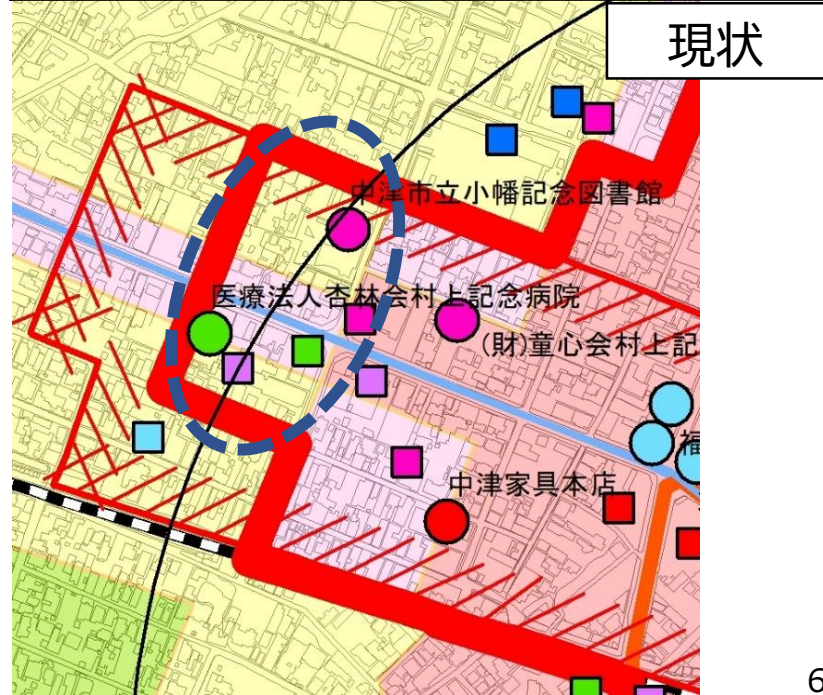 現状
中津市立小幡記念図書館
医療法人杏林会村上記念病院
(財)童心会村上記
中津家具本店
福
6